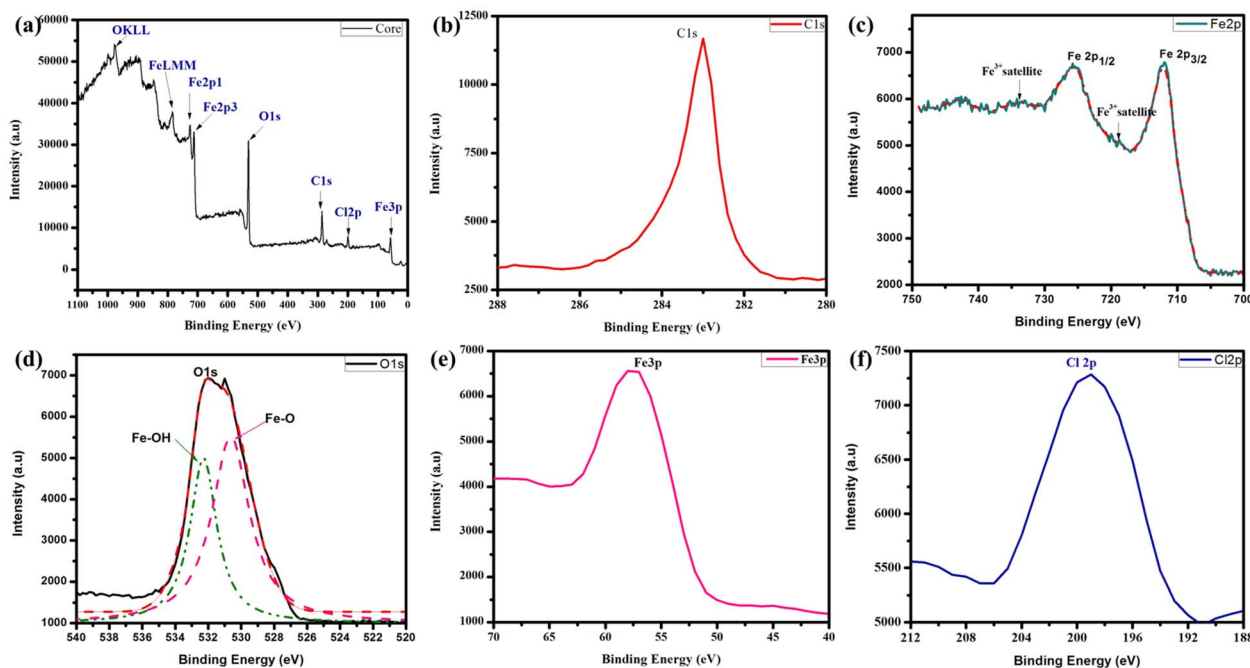 (a)
Core
OKLL
FeLMM
Fe2p1
Fe2p3
O1s
C1s
Cl2p
Fe3p
60000
50000
40000
30000
20000
10000
0
1100 1000 900 800 700 600 500 400 300 200 100 0
Intensity (a.u)
Binding Energy (eV)
(b)
C1s
C1s
12500
10000
7500
5000
2500
288 286 284 282 280
Intensity (a.u)
Binding Energy (eV)
(c)
Fe2p
Fe 2p1/2
Fe 2p3/2
Fe3+ satellite
Fe3+ satellite
7000
6000
5000
4000
3000
2000
749 740 730 720 710 700
Intensity (a.u)
Binding Energy (eV)
(d)
O1s
O1s
Fe-OH
Fe-O
7000
6000
5000
4000
3000
2000
1000
540 538 536 534 532 530 528 526 524 522 520
Intensity (a.u)
Binding Energy (eV)
(e)
Fe3p
Fe3p
7000
6000
5000
4000
3000
2000
1000
70 65 60 55 50 45 40
Intensity (a.u)
Binding Energy (eV)
(f)
Cl2p
Cl 2p
7500
7000
6500
6000
5500
5000
212 208 204 200 196 192 188
Intensity (a.u)
Binding Energy (eV)